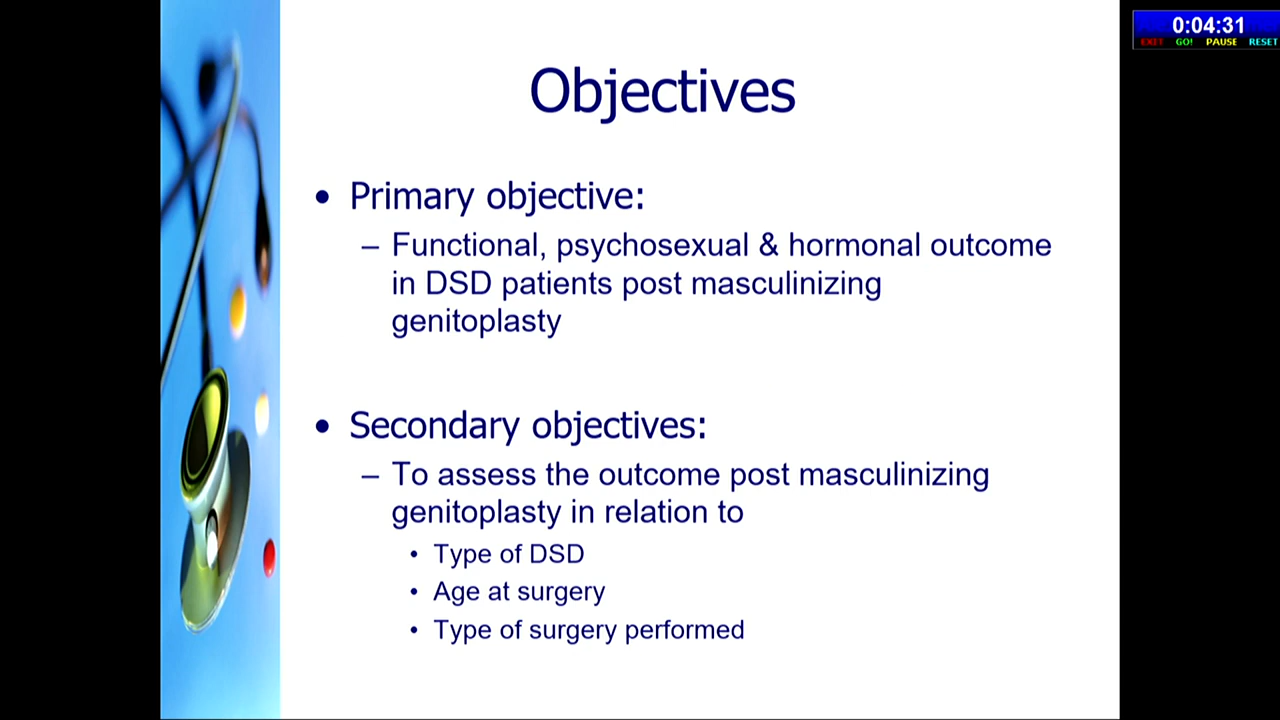 0:04:31
EXIT GO! PAUSE RESET
Objectives
• Primary objective:
– Functional, psychosexual & hormonal outcome
in DSD patients post masculinizing
genitoplasty
• Secondary objectives:
– To assess the outcome post masculinizing
genitoplasty in relation to
• Type of DSD
• Age at surgery
• Type of surgery performed